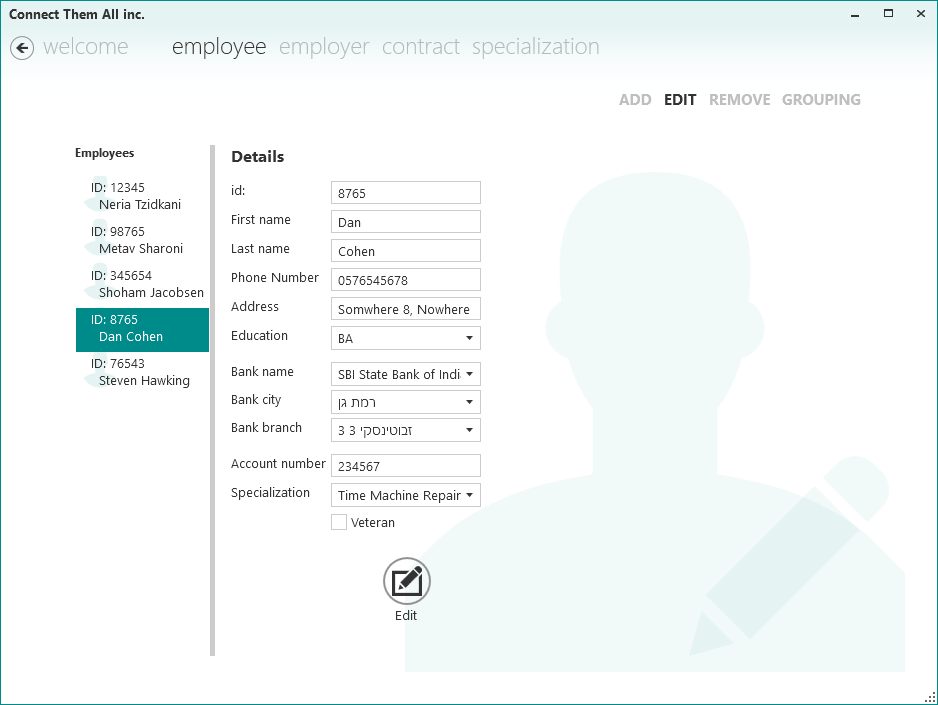 Connect Them All inc.
welcome employee employer contract specialization
ADD EDIT REMOVE GROUPING
Employees
ID: 12345
Neria Tzidkani
ID: 98765
Metav Sharoni
ID: 345654
Shoham Jacobsen
ID: 8765
Dan Cohen
ID: 76543
Steven Hawking
Details
id: 8765
First name Dan
Last name Cohen
Phone Number 0576545678
Address Somwhere 8, Nowhere
Education BA
Bank name SBI State Bank of Indi
Bank city רמת גן
Bank branch זבוטינסקי 3 3
Account number 234567
Specialization Time Machine Repair
Veteran
Edit